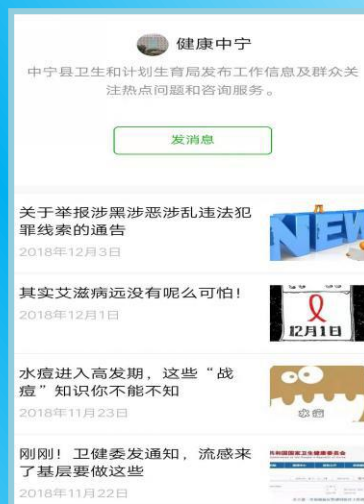 健康中宁
中宁县卫生和计划生育局发布工作信息及群众关
注热点问题和咨询服务。
发消息
关于举报涉黑涉恶涉乱违法犯
罪线索的通告
2018年12月3日
NEW
其实艾滋病远没有呢么可怕!
2018年12月1日
12月1日
水痘进入高发期，这些“战
痘”知识你不能不知
2018年11月23日
水痘
刚刚！卫健委发通知，流感来
了基层要做这些
2018年11月22日